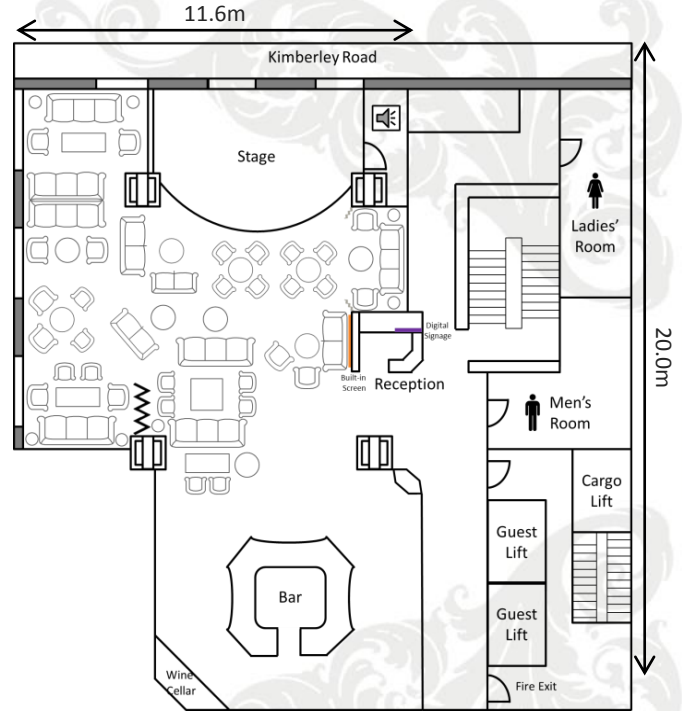 11.6m
Kimberley Road
Stage
Ladies’
Room
20.0m
Digital
Signage
Built-in
Screen
Reception
Men’s
Room
Cargo
Lift
Guest
Lift
Bar
Guest
Lift
Wine
Cellar
Fire Exit